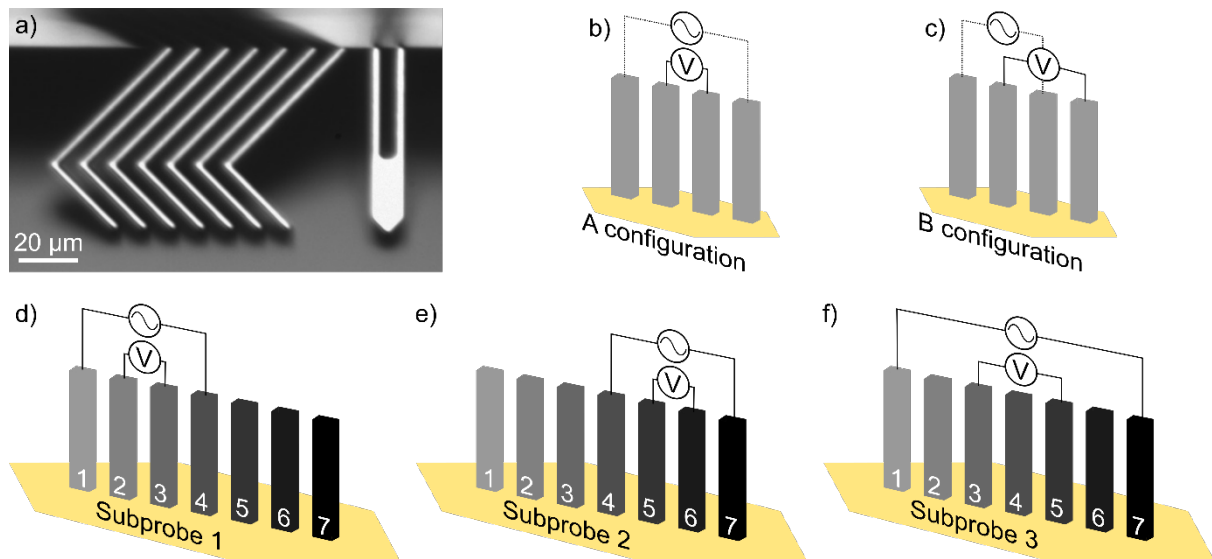 a)
20 µm
b)
V
A configuration
c)
V
B configuration
d)
V
1 2 3 4 5 6 7
Subprobe 1
e)
V
1 2 3 4 5 6 7
Subprobe 2
f)
V
1 2 3 4 5 6 7
Subprobe 3